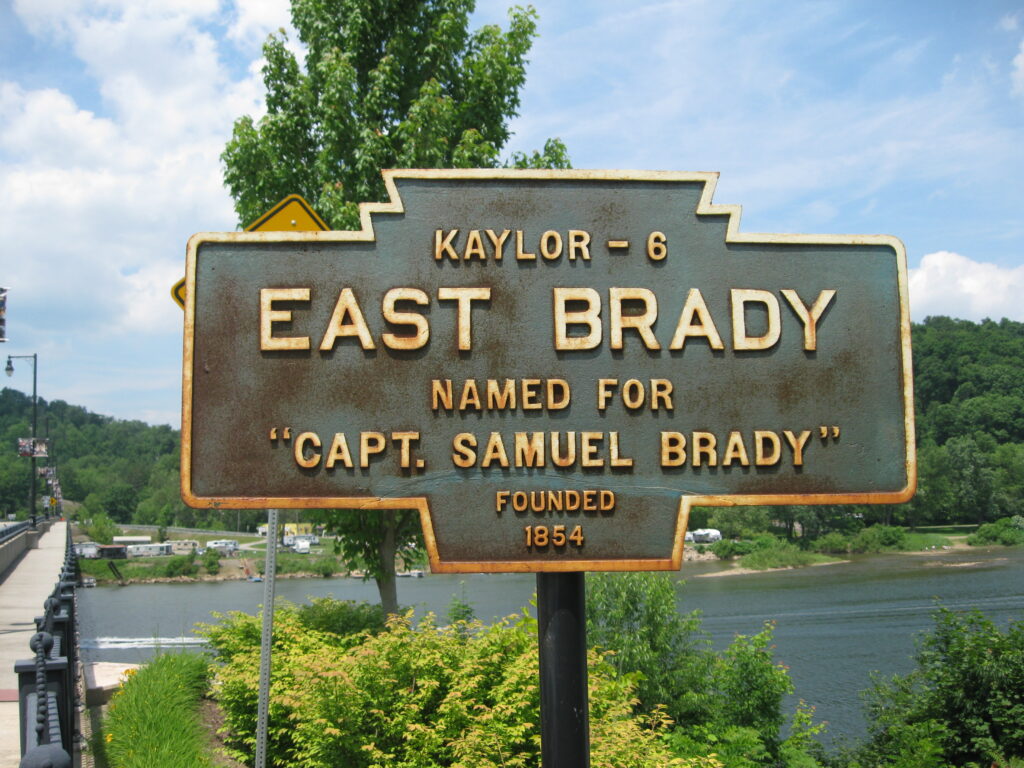 KAYLOR - 6
EAST BRADY
NAMED FOR
"CAPT. SAMUEL BRADY"
FOUNDED
1854